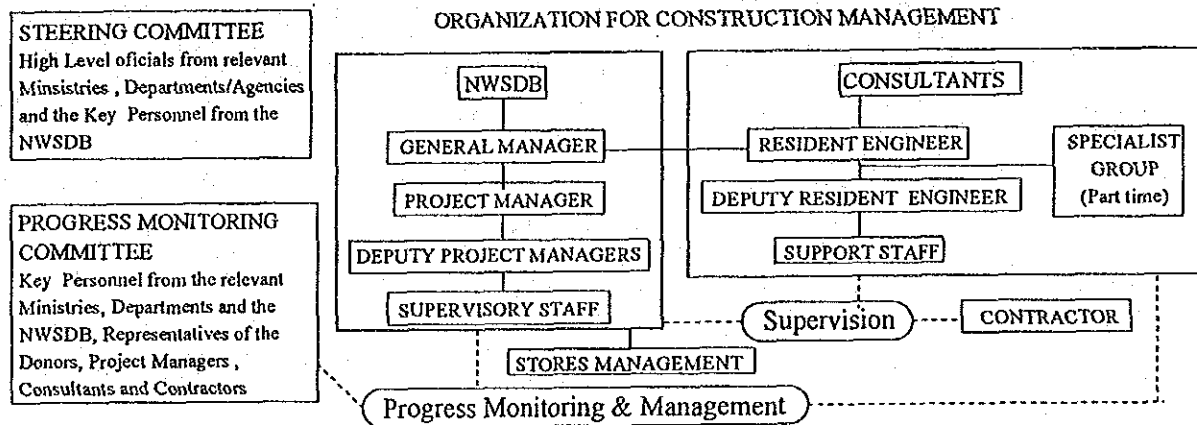 ORGANIZATION FOR CONSTRUCTION MANAGEMENT
STEERING COMMITTEE
High Level oficials from relevant
Minsistries , Departments/Agencies
and the Key Personnel from the
NWSDB
PROGRESS MONITORING
COMMITTEE
Key Personnel from the relevant
Ministries, Departments and the
NWSDB, Representatives of the
Donors, Project Managers ,
Consultants and Contractors
NWSDB
GENERAL MANAGER
PROJECT MANAGER
DEPUTY PROJECT MANAGERS
SUPERVISORY STAFF
STORES MANAGEMENT
CONSULTANTS
RESIDENT ENGINEER
DEPUTY RESIDENT ENGINEER
SUPPORT STAFF
SPECIALIST
GROUP
(Part time)
Supervision
CONTRACTOR
Progress Monitoring & Management